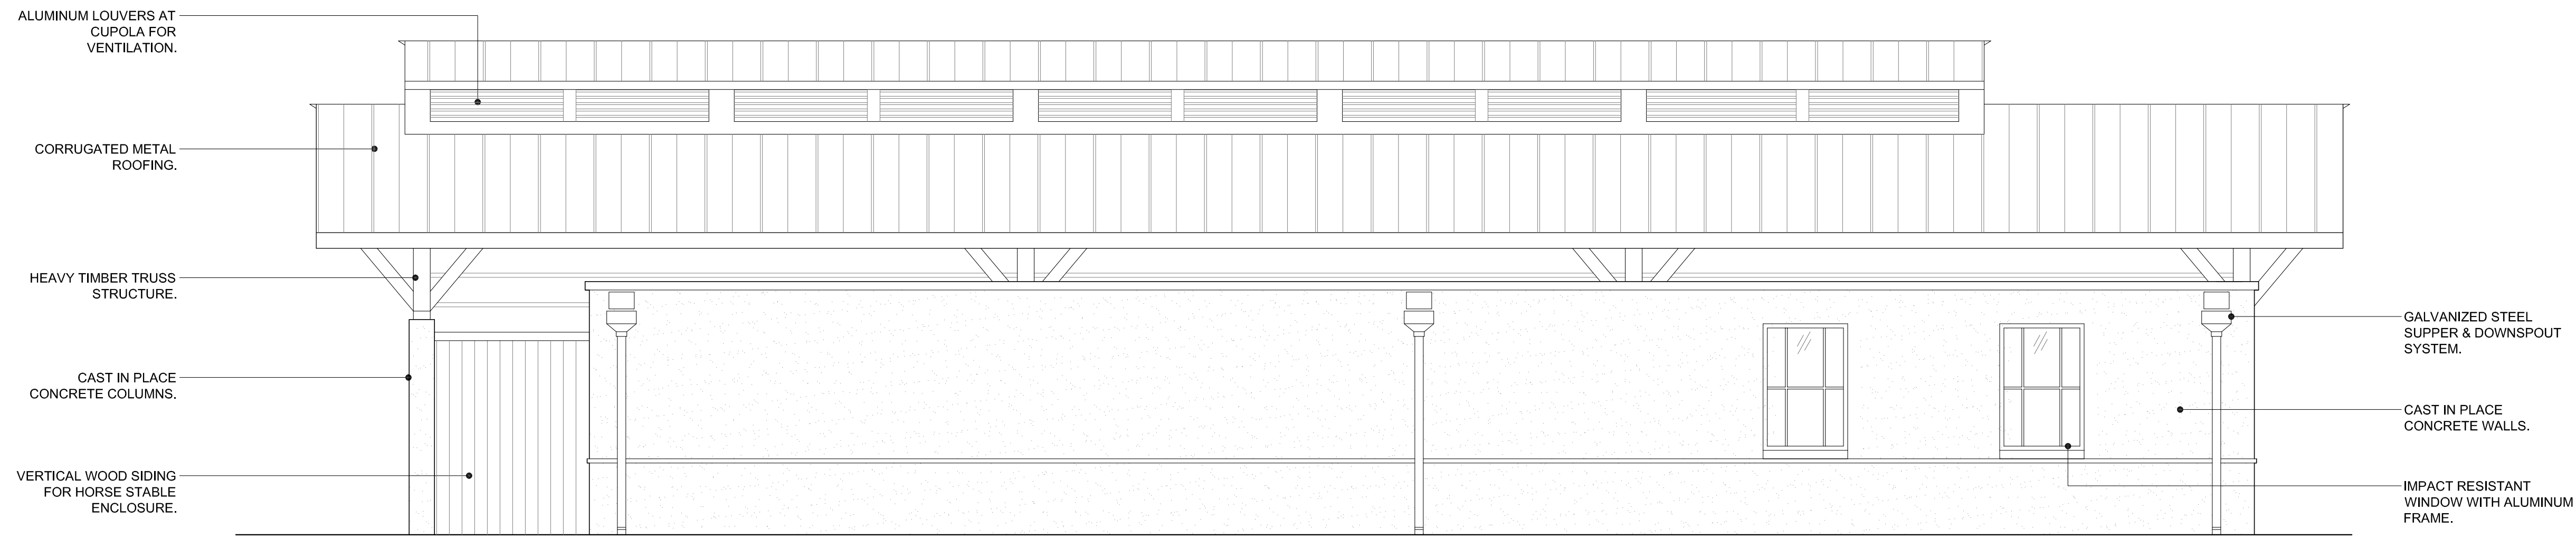 ALUMINUM LOUVERS AT
CUPOLA FOR
VENTILATION.
CORRUGATED METAL
ROOFING.
HEAVY TIMBER TRUSS
STRUCTURE.
CAST IN PLACE
CONCRETE COLUMNS.
VERTICAL WOOD SIDING
FOR HORSE STABLE
ENCLOSURE.
GALVANIZED STEEL
SUPPER & DOWNSPOUT
SYSTEM.
CAST IN PLACE
CONCRETE WALLS.
IMPACT RESISTANT
WINDOW WITH ALUMINUM
FRAME.